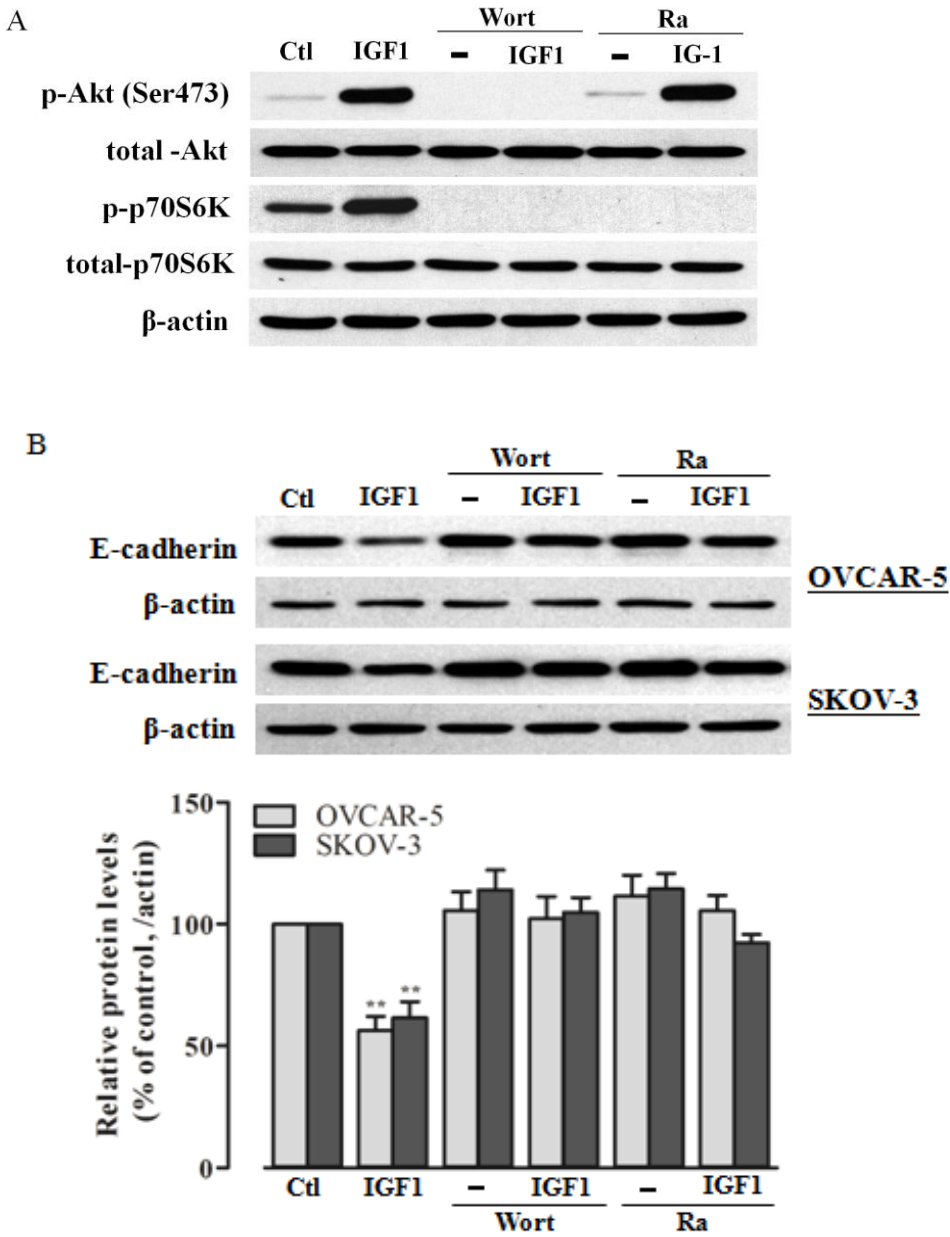 A
Wort
Ra
Ctl IGF1 – IGF1 – IG-1
p-Akt (Ser473)
total -Akt
p-p70S6K
total-p70S6K
β-actin
B
Wort
Ra
Ctl IGF1 – IGF1 – IGF1
E-cadherin
β-actin
OVCAR-5
E-cadherin
β-actin
SKOV-3
Relative protein levels
(% of control, /actin)
150
100
50
0
OVCAR-5
SKOV-3
** **
Ctl IGF1 – IGF1 – IGF1
Wort
Ra